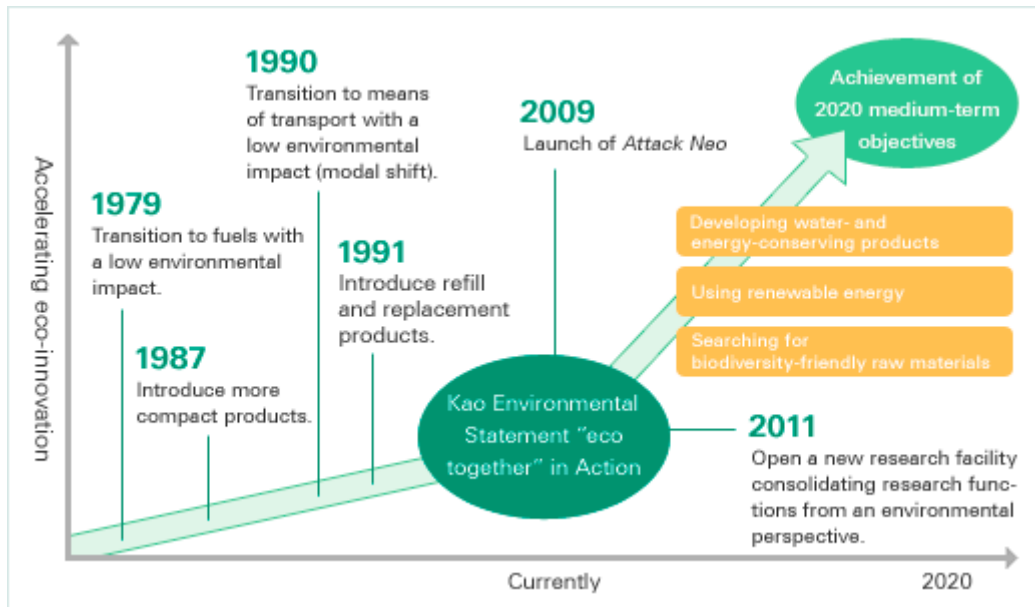 Accelerating eco-innovation
1979
Transition to fuels with
a low environmental
impact.
1987
Introduce more
compact products.
1990
Transition to means
of transport with a
low environmental
impact (modal shift).
1991
Introduce refill
and replacement
products.
2009
Launch of Attack Neo
Kao Environmental
Statement “eco
together” in Action
2011
Open a new research facility
consolidating research func-
tions from an environmental
perspective.
Developing water- and
energy-conserving products
Using renewable energy
Searching for
biodiversity-friendly raw materials
Achievement of
2020 medium-term
objectives
Currently
2020